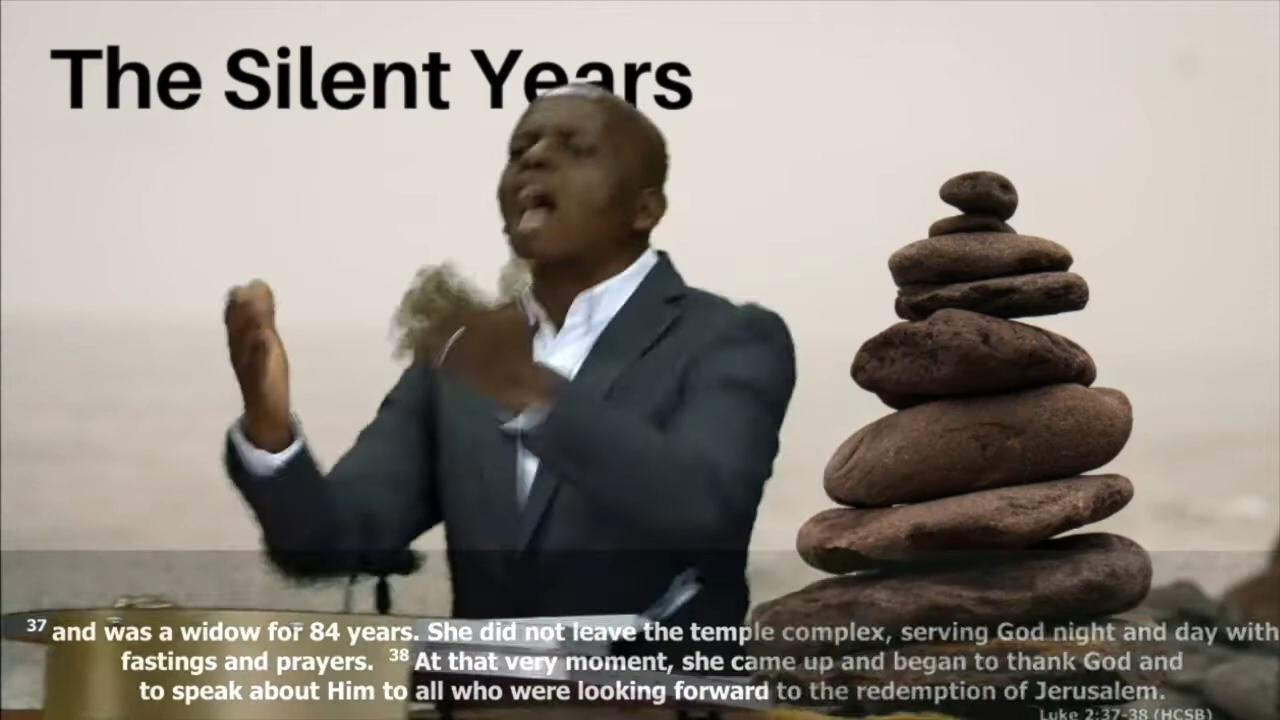 The Silent Years
37 and was a widow for 84 years. She did not leave the temple complex, serving God night and day with
fastings and prayers. 38 At that very moment, she came up and began to thank God and
to speak about Him to all who were looking forward to the redemption of Jerusalem.
Luke 2:37-38 (HCSB)